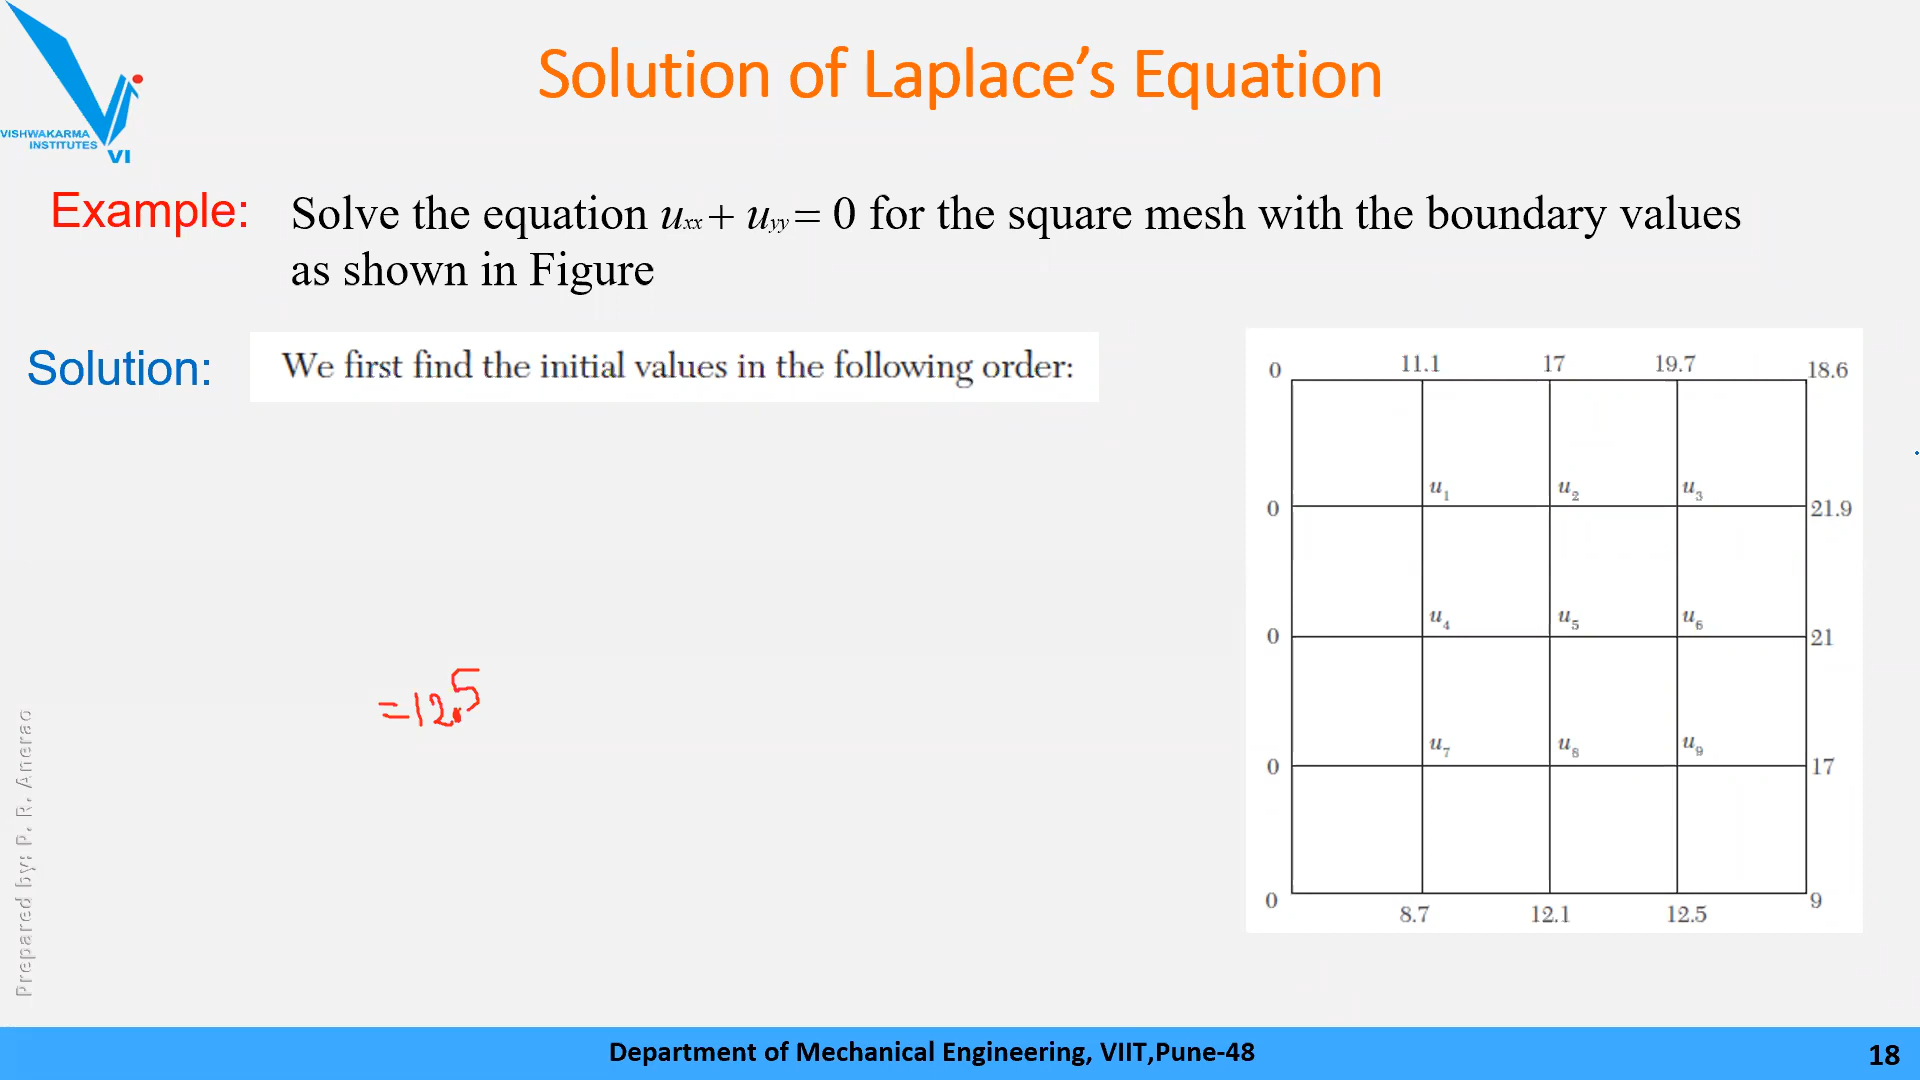 Solution of Laplace's Equation
VISHWAKARMA
INSTITUTES
VI
Example: Solve the equation uxx + uyy = 0 for the square mesh with the boundary values
as shown in Figure
Solution: We first find the initial values in the following order:
0 11.1 17 19.7 18.6
u1 u2 u3
0 21.9
u4 u5 u6
0 21
=12.5
u7 u8 u9
0 17
0 9
8.7 12.1 12.5
Prepared by: P. R. Anerao
Department of Mechanical Engineering, VIIT,Pune-48
18